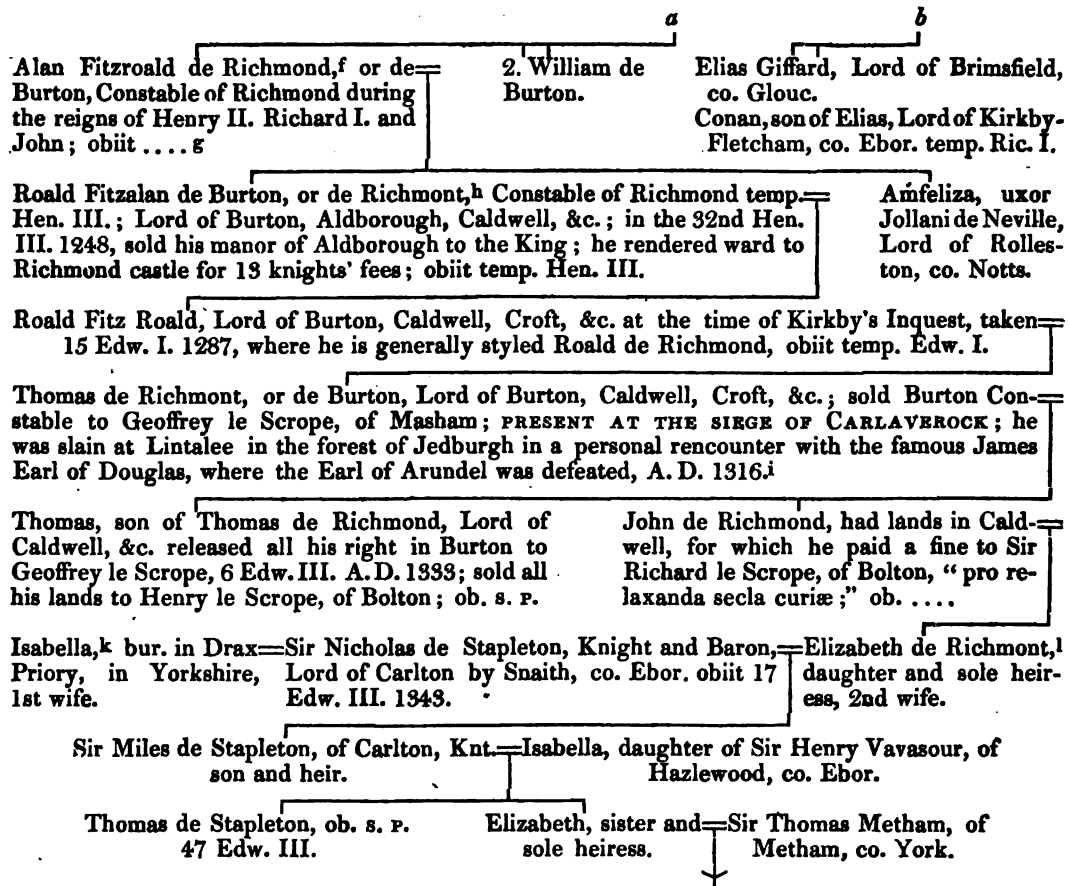 a b
Alan Fitzroald de Richmond,f or de
Burton, Constable of Richmond during
the reigns of Henry II. Richard I. and
John; obiit .... g
2. William de
Burton.
Elias Giffard, Lord of Brimsfield,
co. Glouc.
Conan, son of Elias, Lord of Kirkby-
Fletcham, co. Ebor. temp. Ric. I.
Roald Fitzalan de Burton, or de Richmont,h Constable of Richmond temp.
Hen. III.; Lord of Burton, Aldborough, Caldwell, &c.; in the 32nd Hen.
III. 1248, sold his manor of Aldborough to the King; he rendered ward to
Richmond castle for 13 knights' fees; obiit temp. Hen. III.
Amfeliza, uxor
Jollani de Neville,
Lord of Rolles-
ton, co. Notts.
Roald Fitz Roald, Lord of Burton, Caldwell, Croft, &c. at the time of Kirkby's Inquest, taken
15 Edw. I. 1287, where he is generally styled Roald de Richmond, obiit temp. Edw. I.
Thomas de Richmont, or de Burton, Lord of Burton, Caldwell, Croft, &c.; sold Burton Con-
stable to Geoffrey le Scrope, of Masham; PRESENT AT THE SIEGE OF CARLAVEROCK; he
was slain at Lintalee in the forest of Jedburgh in a personal rencounter with the famous James
Earl of Douglas, where the Earl of Arundel was defeated, A. D. 1316.i
Thomas, son of Thomas de Richmond, Lord of
Caldwell, &c. released all his right in Burton to
Geoffrey le Scrope, 6 Edw. III. A.D. 1333; sold all
his lands to Henry le Scrope, of Bolton; ob. s. p.
John de Richmond, had lands in Cald-
well, for which he paid a fine to Sir
Richard le Scrope, of Bolton, "pro re-
laxanda secla curiæ;" ob. .....
Isabella,k bur. in Drax
Priory, in Yorkshire,
1st wife.
Sir Nicholas de Stapleton, Knight and Baron,
Lord of Carlton by Snaith, co. Ebor. obiit 17
Edw. III. 1343.
Elizabeth de Richmont,l
daughter and sole heir-
ess, 2nd wife.
Sir Miles de Stapleton, of Carlton, Knt.
son and heir.
Isabella, daughter of Sir Henry Vavasour, of
Hazlewood, co. Ebor.
Thomas de Stapleton, ob. s. p.
47 Edw. III.
Elizabeth, sister and
sole heiress.
Sir Thomas Metham, of
Metham, co. York.